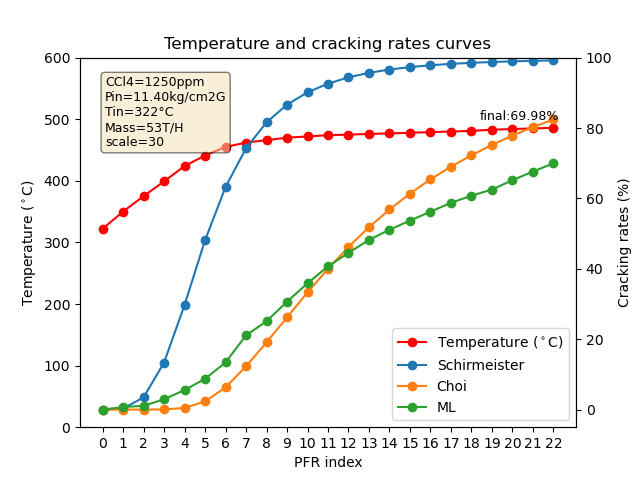 Temperature and cracking rates curves
600
500
400
300
200
100
0
Temperature (°C)
CCl4=1250ppm
Pin=11.40kg/cm2G
Tin=322°C
Mass=53T/H
scale=30
final:69.98%
100
80
60
40
20
0
Cracking rates (%)
Temperature (°C)
Schirmeister
Choi
ML
0 1 2 3 4 5 6 7 8 9 10 11 12 13 14 15 16 17 18 19 20 21 22
PFR index